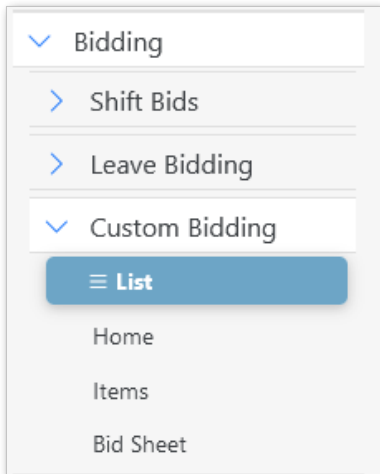 Bidding
Shift Bids
Leave Bidding
Custom Bidding
List
Home
Items
Bid Sheet